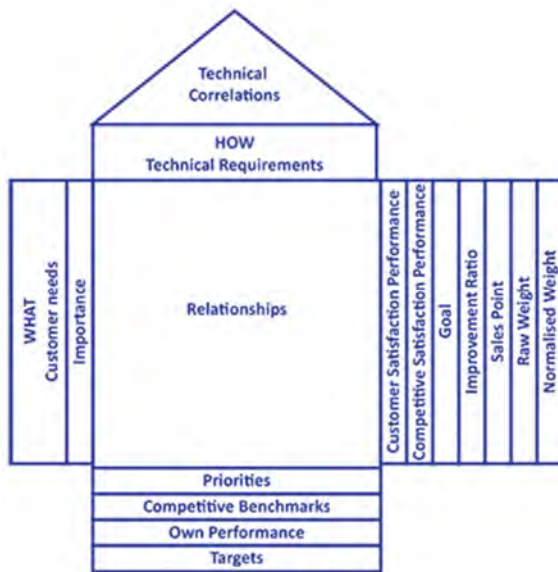 Technical
Correlations
HOW
Technical Requirements
WHAT
Customer needs
Importance
Relationships
Customer Satisfaction Performance
Competitive Satisfaction Performance
Goal
Improvement Ratio
Sales Point
Raw Weight
Normalised Weight
Priorities
Competitive Benchmarks
Own Performance
Targets